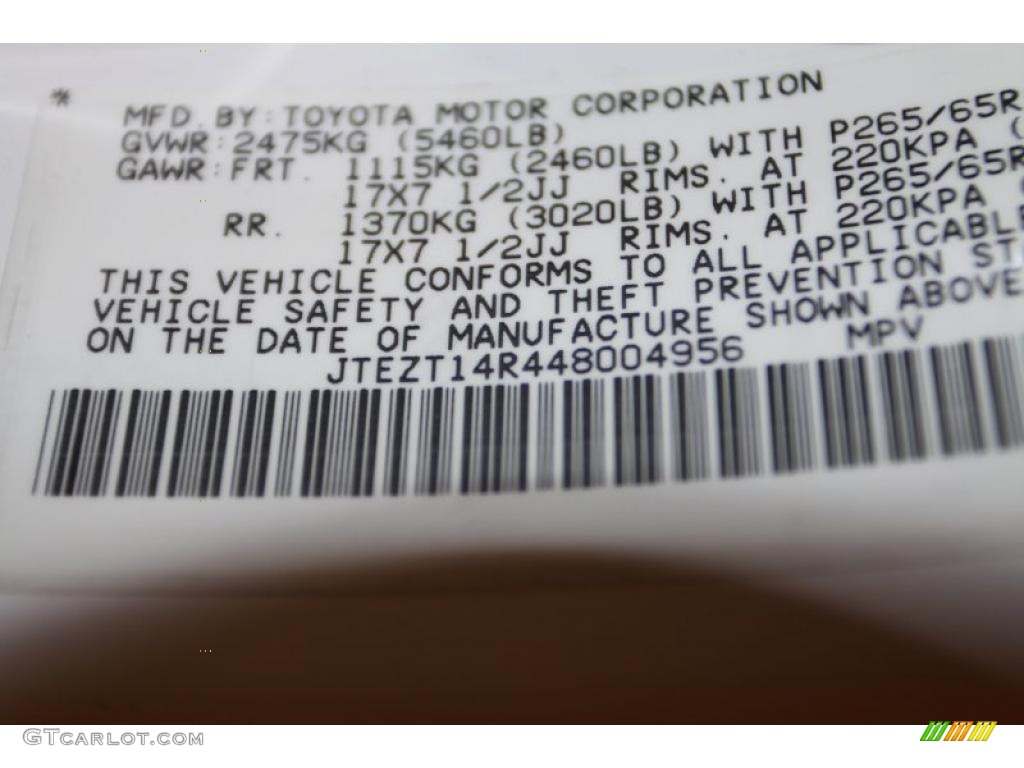 *
MFD. BY: TOYOTA MOTOR CORPORATION
GVWR: 2475KG (5460LB)
GAWR: FRT. 1115KG (2460LB) WITH P265/65R
17X7 1/2JJ RIMS. AT 220KPA (
RR. 1370KG (3020LB) WITH P265/65R
17X7 1/2JJ RIMS. AT 220KPA
THIS VEHICLE CONFORMS TO ALL APPLICABLE
VEHICLE SAFETY AND THEFT PREVENTION ST
ON THE DATE OF MANUFACTURE SHOWN ABOVE
JTEZT14R448004956 MPV
GTCARLOT.COM